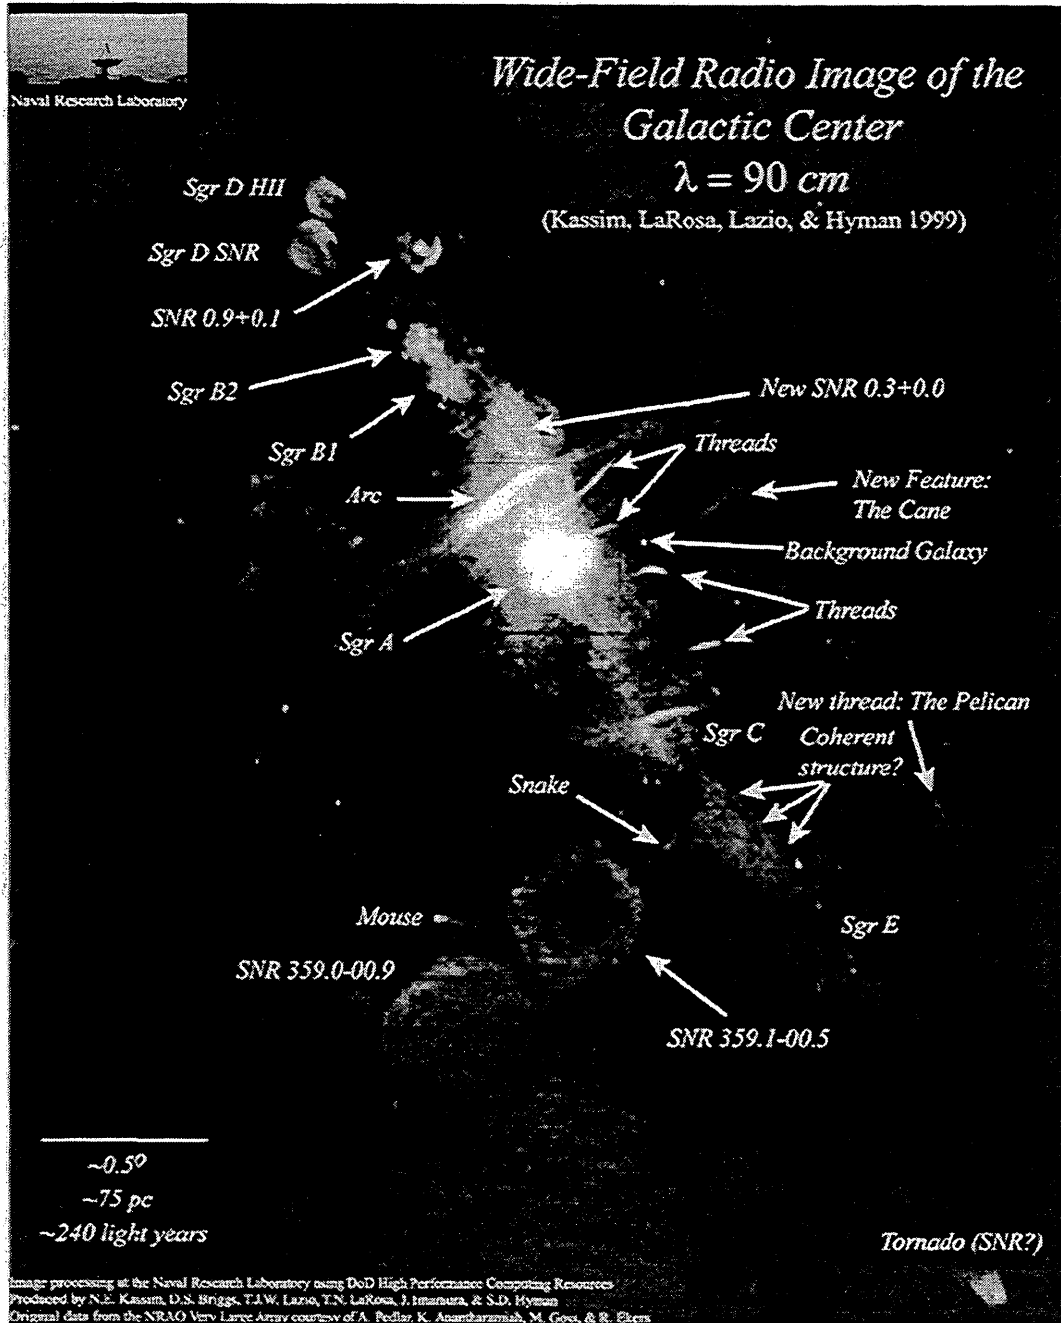 Naval Research Laboratory
Wide-Field Radio Image of the
Galactic Center
λ = 90 cm
(Kassim, LaRosa, Lazio, & Hyman 1999)
Sgr D HII
Sgr D SNR
SNR 0.9+0.1
Sgr B2
Sgr B1
New SNR 0.3+0.0
Threads
Arc
New Feature:
The Cane
Background Galaxy
Threads
Sgr A
New thread: The Pelican
Sgr C
Coherent
structure?
Snake
Mouse
Sgr E
SNR 359.0-00.9
SNR 359.1-00.5
~0.5°
~75 pc
~240 light years
Tornado (SNR?)
Image processing at the Naval Research Laboratory using DoD High Performance Computing Resources
Produced by N.E. Kassim, D.S. Briggs, T.J.W. Lazio, T.N. LaRosa, J. Imamura, & S.D. Hyman
Original data from the NRAO Very Large Array courtesy of A. Pedlar, K. Anantharamiah, M. Goss, & R. Ekers